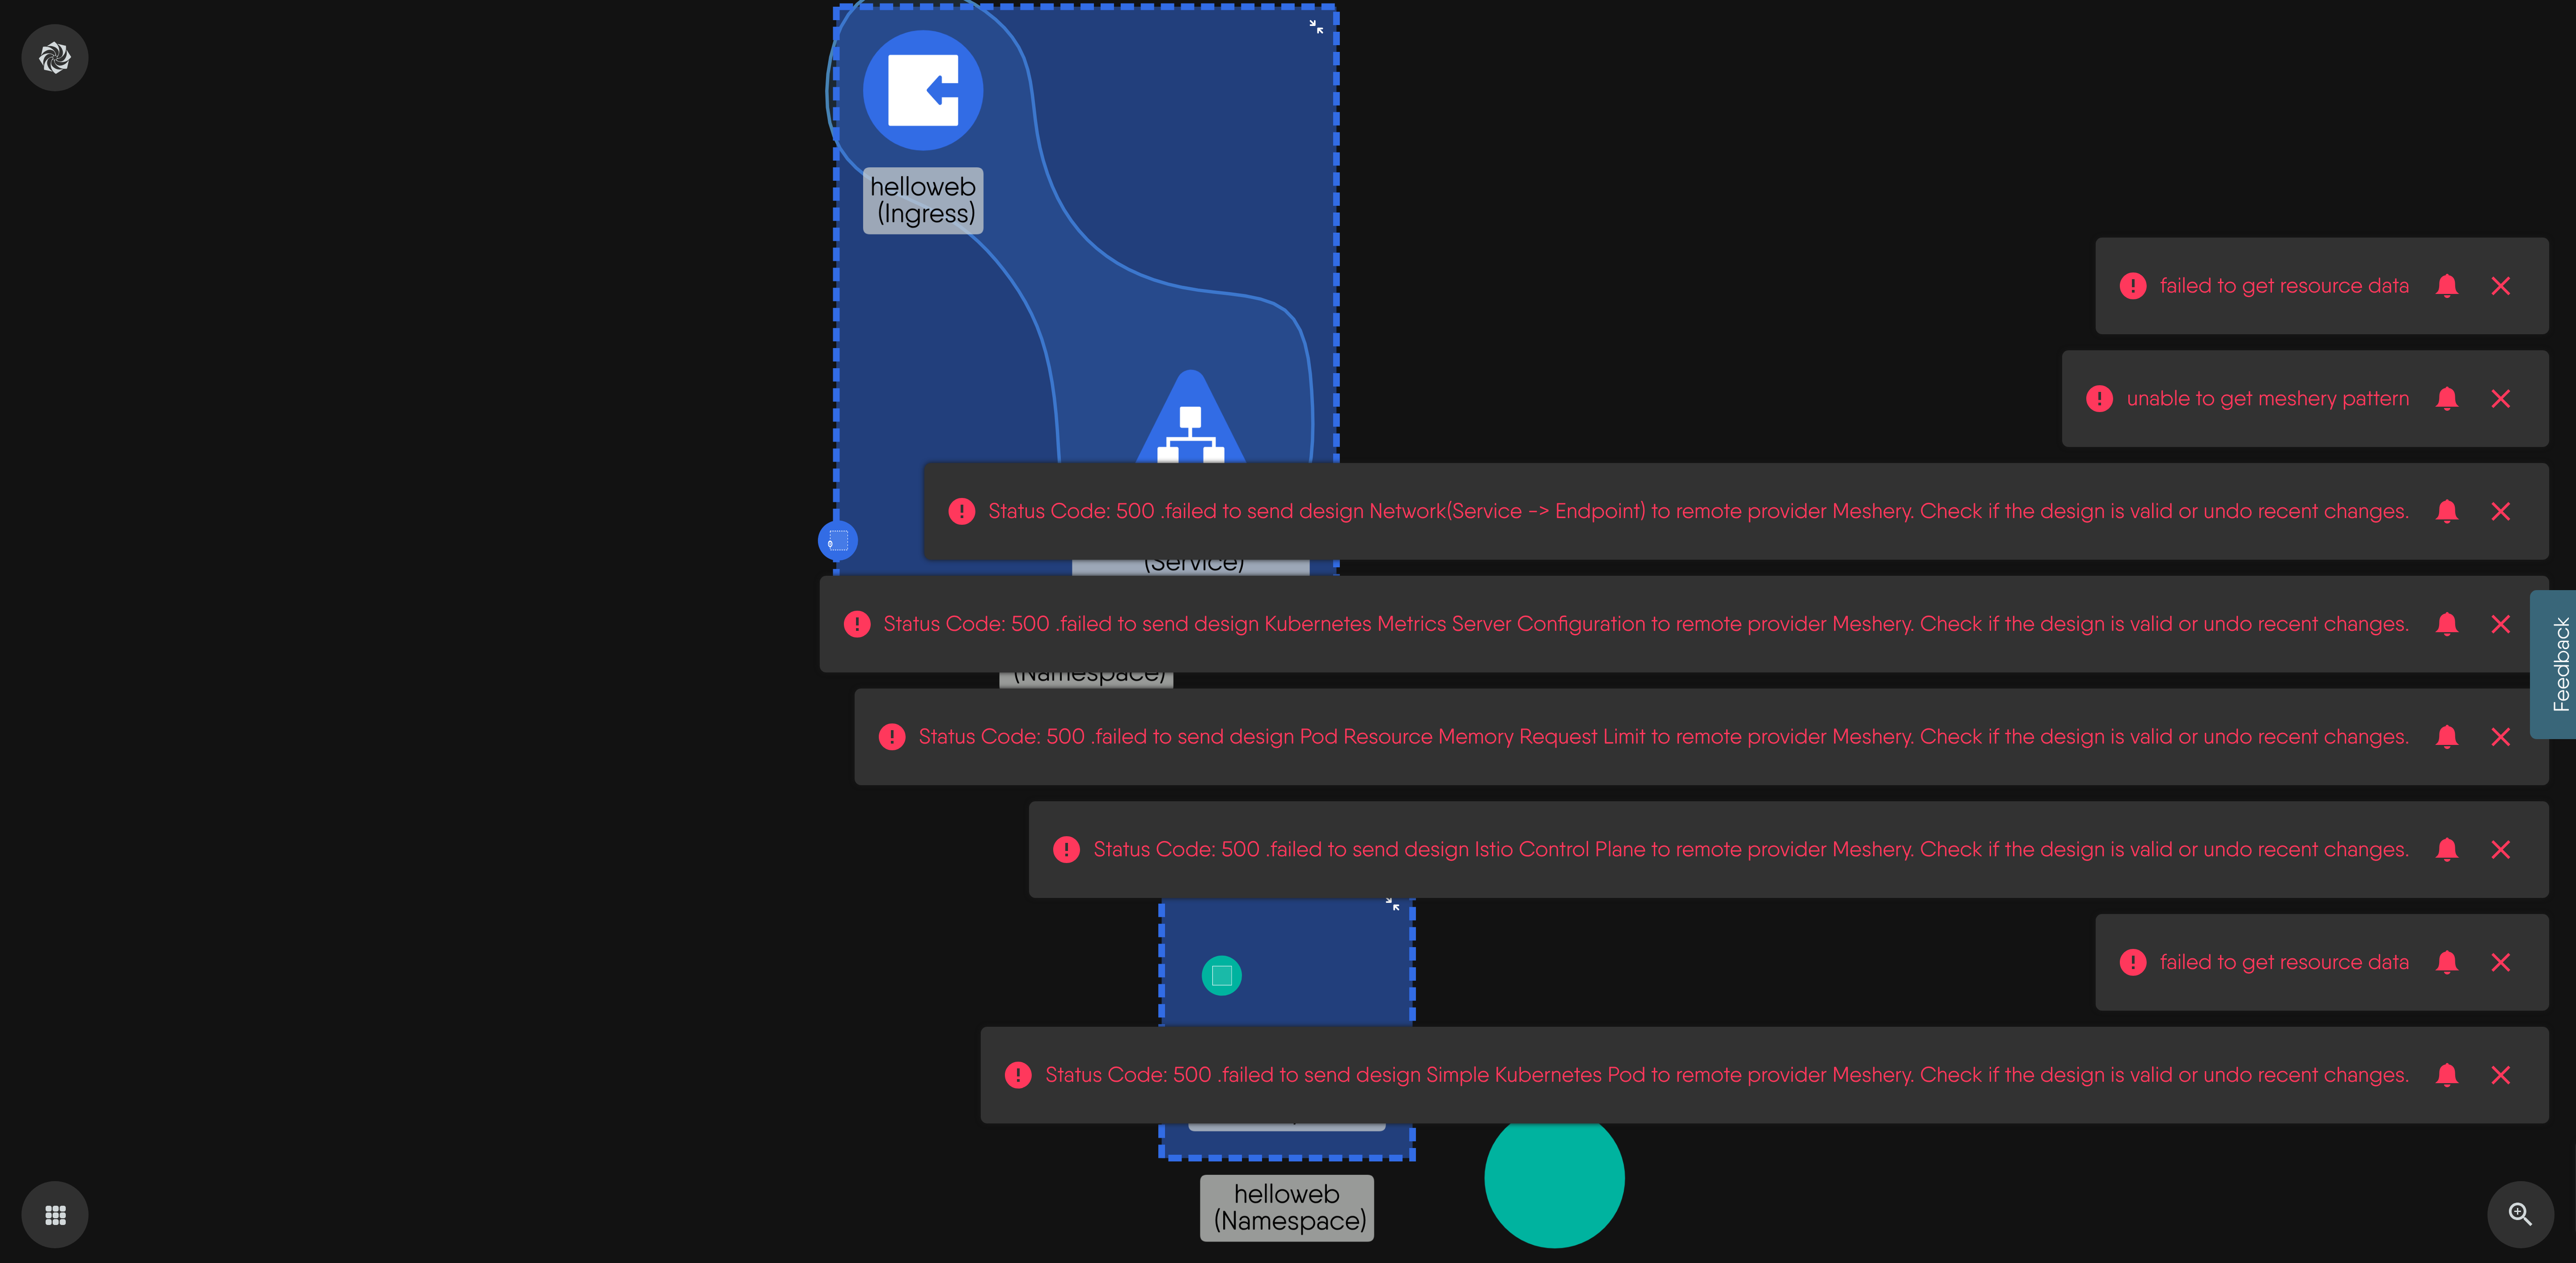 helloweb
(Ingress)
failed to get resource data
unable to get meshery pattern
Status Code: 500 .failed to send design Network(Service -> Endpoint) to remote provider Meshery. Check if the design is valid or undo recent changes.
(Service)
Status Code: 500 .failed to send design Kubernetes Metrics Server Configuration to remote provider Meshery. Check if the design is valid or undo recent changes.
Feedback
(Namespace)
Status Code: 500 .failed to send design Pod Resource Memory Request Limit to remote provider Meshery. Check if the design is valid or undo recent changes.
Status Code: 500 .failed to send design Istio Control Plane to remote provider Meshery. Check if the design is valid or undo recent changes.
failed to get resource data
Status Code: 500 .failed to send design Simple Kubernetes Pod to remote provider Meshery. Check if the design is valid or undo recent changes.
helloweb
(Namespace)